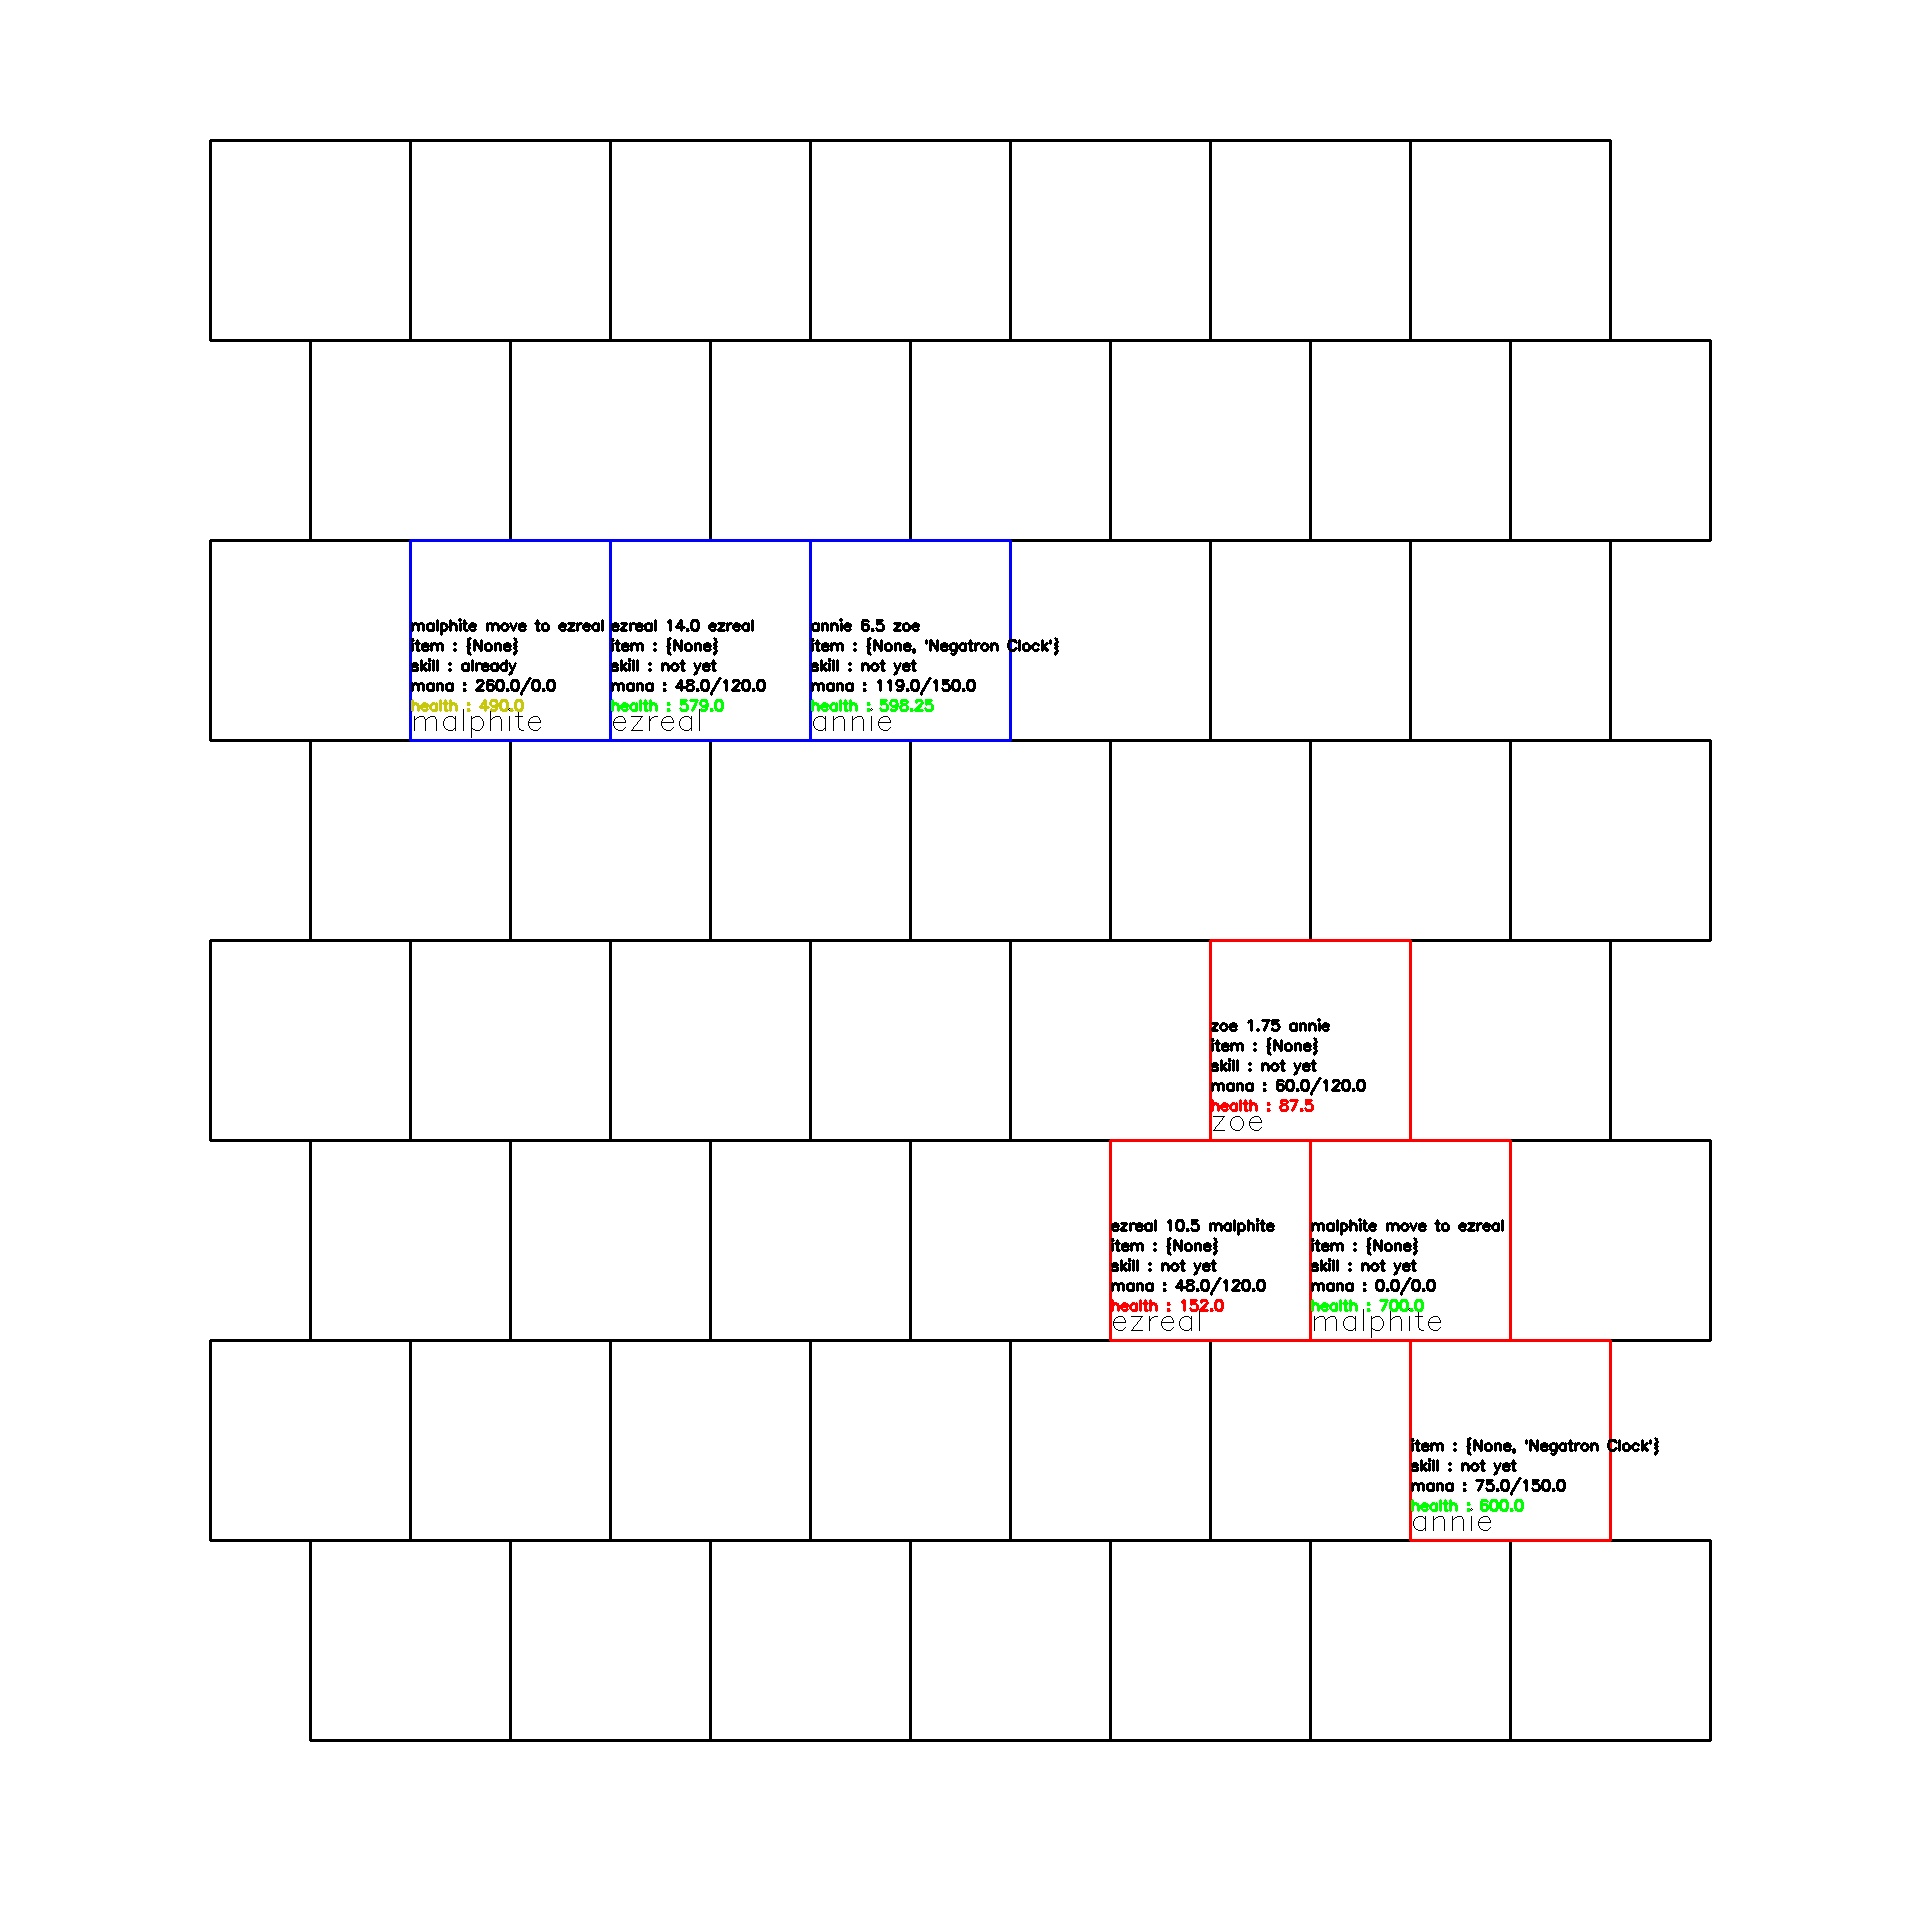 malphite move to ezreal
item : {None}
skill : already
mana : 260.0/0.0
health : 490.0
malphite
ezreal 14.0 ezreal
item : {None}
skill : not yet
mana : 48.0/120.0
health : 579.0
ezreal
annie 6.5 zoe
item : {None, 'Negatron Clock'}
skill : not yet
mana : 119.0/150.0
health : 598.25
annie
zoe 1.75 annie
item : {None}
skill : not yet
mana : 60.0/120.0
health : 87.5
zoe
ezreal 10.5 malphite
item : {None}
skill : not yet
mana : 48.0/120.0
health : 152.0
ezreal
malphite move to ezreal
item : {None}
skill : not yet
mana : 0.0/0.0
health : 700.0
malphite
item : {None, 'Negatron Clock'}
skill : not yet
mana : 75.0/150.0
health : 600.0
annie